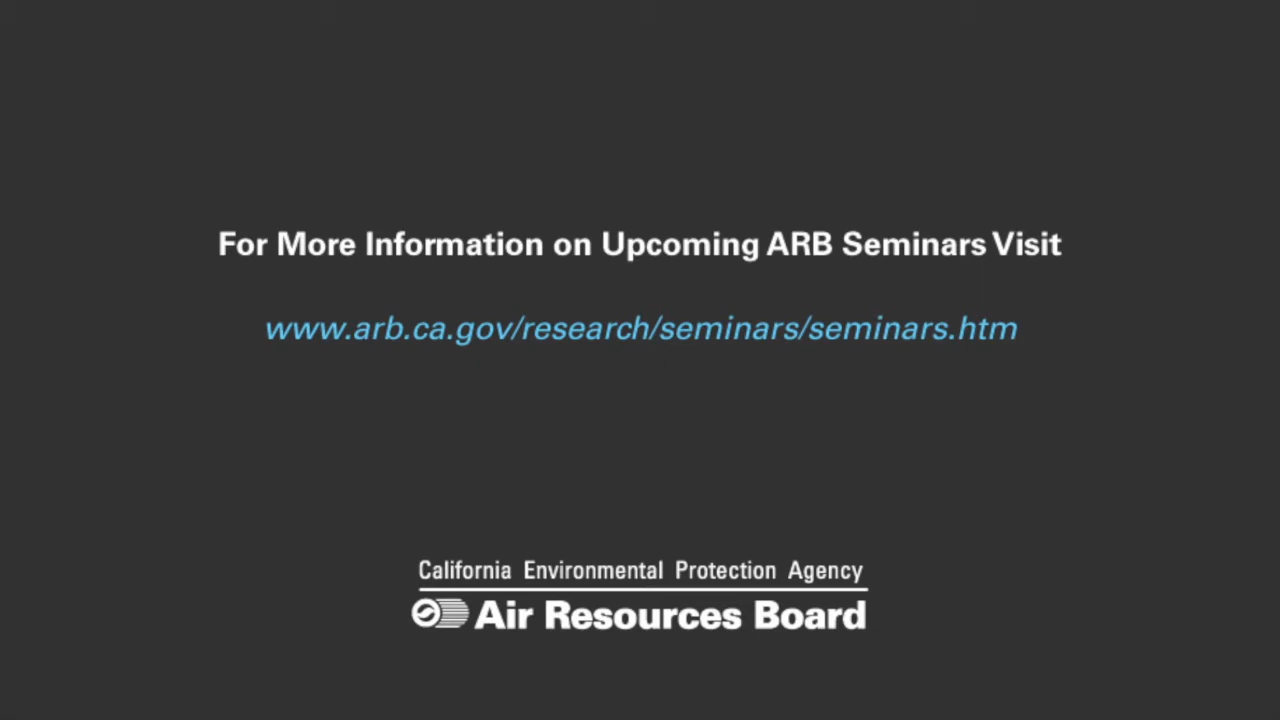 For More Information on Upcoming ARB Seminars Visit
www.arb.ca.gov/research/seminars/seminars.htm
California Environmental Protection Agency
Air Resources Board